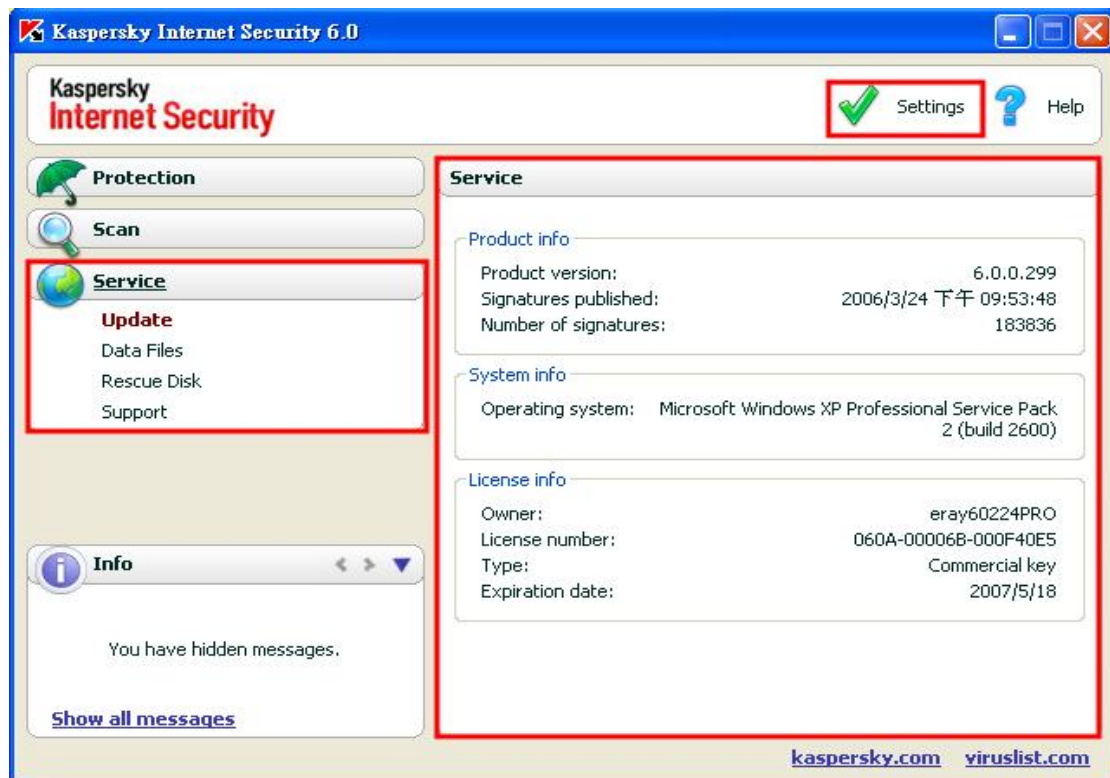 Kaspersky Internet Security 6.0
Kaspersky
Internet Security
Settings
Help
Protection
Scan
Service
Update
Data Files
Rescue Disk
Support
Info
You have hidden messages.
Show all messages
Service
Product info
Product version: 6.0.0.299
Signatures published: 2006/3/24 下午 09:53:48
Number of signatures: 183836
System info
Operating system: Microsoft Windows XP Professional Service Pack
2 (build 2600)
License info
Owner: eray60224PRO
License number: 060A-00006B-000F40E5
Type: Commercial key
Expiration date: 2007/5/18
kaspersky.com viruslist.com